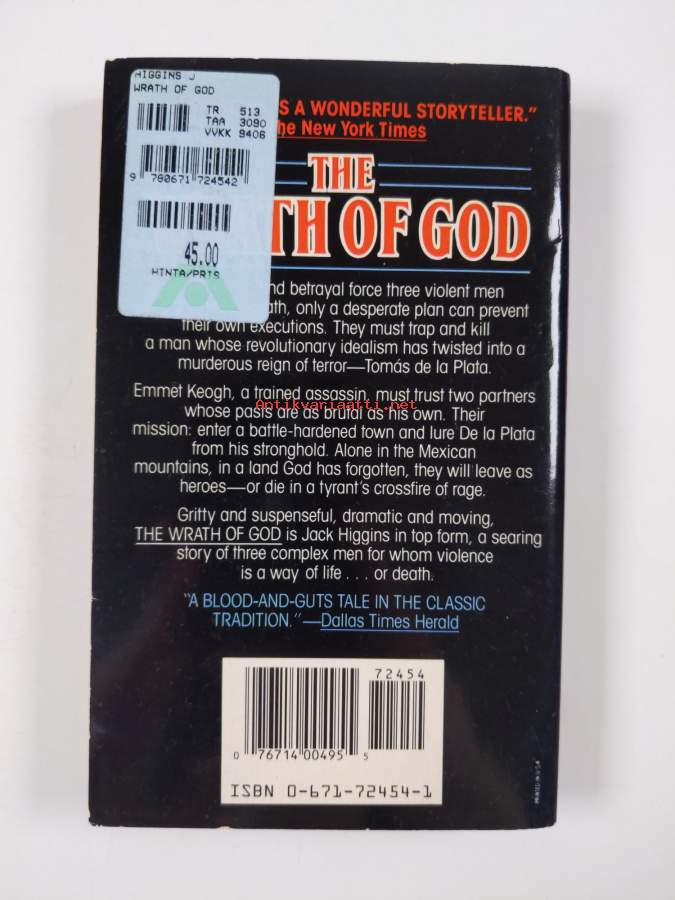 HIGGINS J
WRATH OF GOD
TR 513
TAA 3090
VVKK 9406
9 780671 724542
45.00
HINTA/PRIS
S A WONDERFUL STORYTELLER."
he New York Times
THE
TH OF GOD
nd betrayal force three violent men
ath, only a desperate plan can prevent
their own executions. They must trap and kill
a man whose revolutionary idealism has twisted into a
murderous reign of terror—Tomás de la Plata.
Emmet Keogh, a trained assassin, must trust two partners
Antikvariaatti.net
whose pasts are as brutal as his own. Their
mission: enter a battle-hardened town and lure De la Plata
from his stronghold. Alone in the Mexican
mountains, in a land God has forgotten, they will leave as
heroes—or die in a tyrant's crossfire of rage.
Gritty and suspenseful, dramatic and moving,
THE WRATH OF GOD is Jack Higgins in top form, a searing
story of three complex men for whom violence
is a way of life . . . or death.
"A BLOOD-AND-GUTS TALE IN THE CLASSIC
TRADITION."—Dallas Times Herald
72454
0 76714 00495 5
ISBN 0-671-72454-1
PRINTED IN U.S.A.